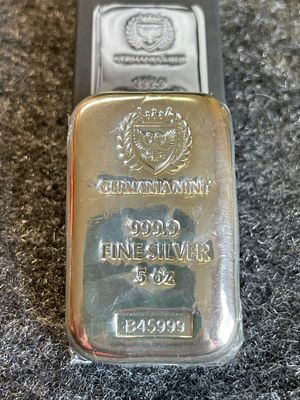 GERMANIA MINT
999.9
FINE SILVER
5 oz
B45999